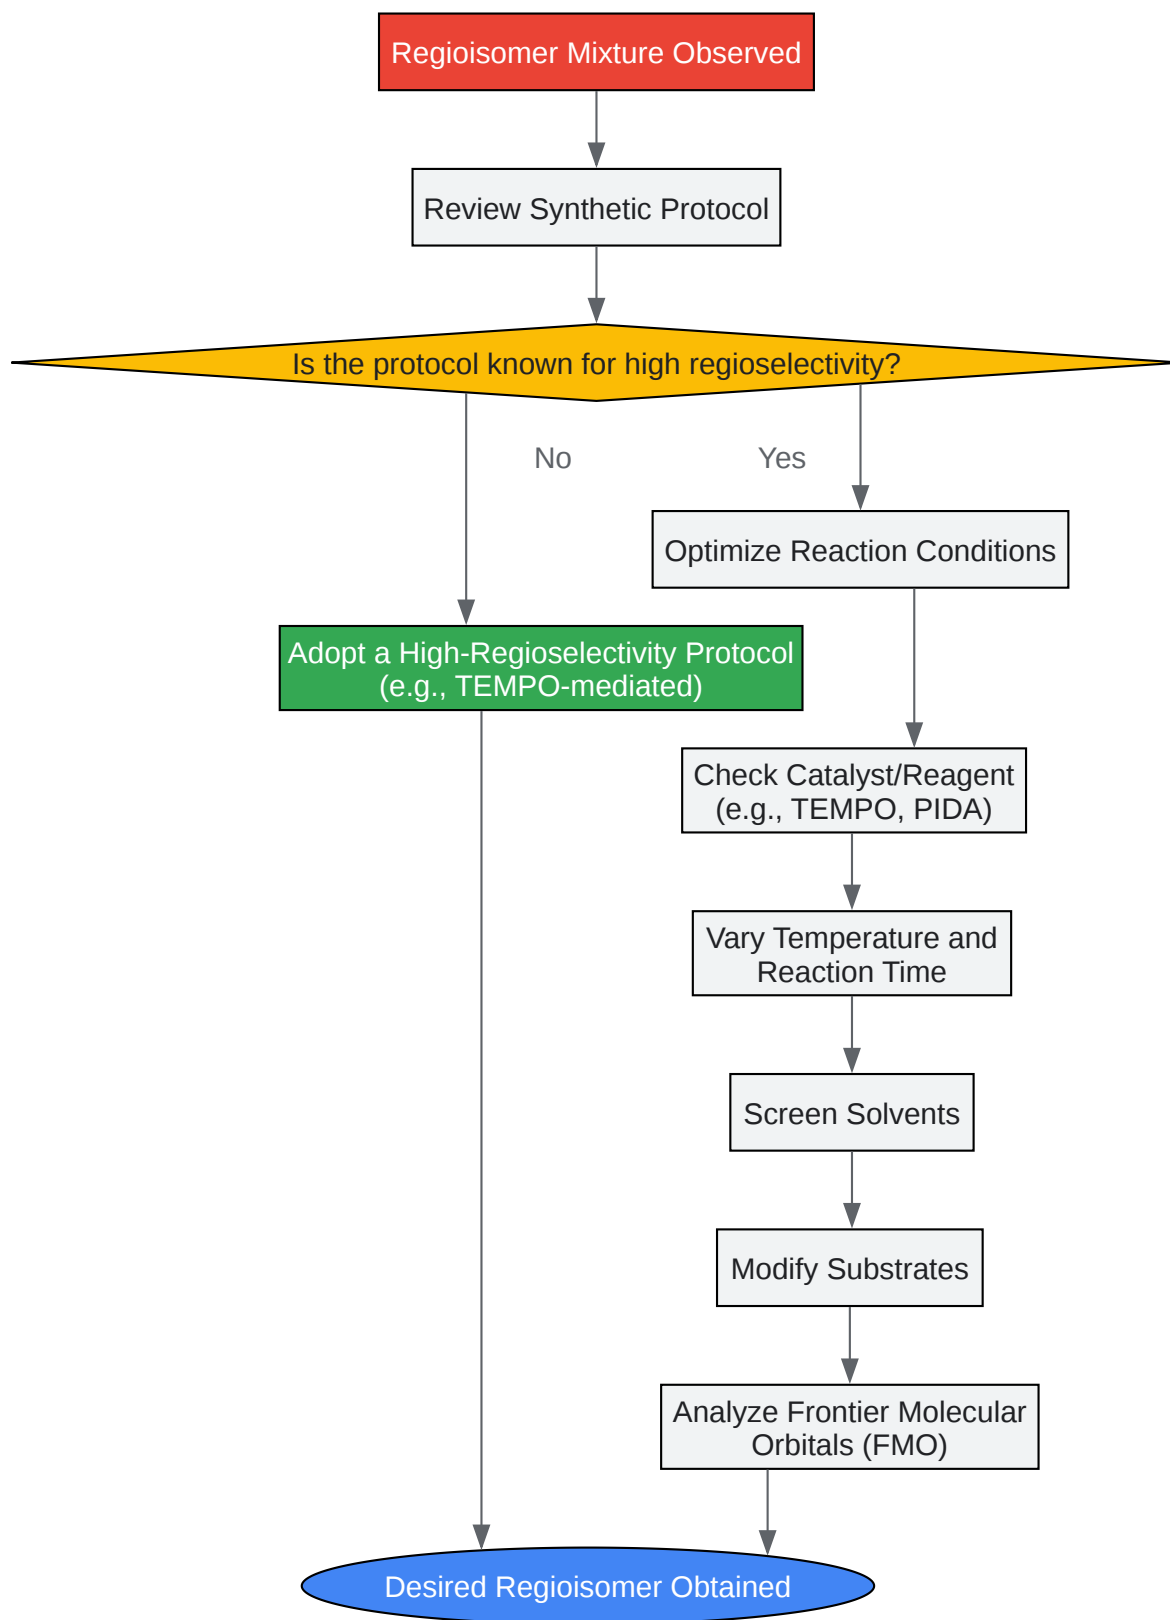 Regioisomer Mixture Observed
Review Synthetic Protocol
Is the protocol known for high regioselectivity?
No
Yes
Optimize Reaction Conditions
Adopt a High-Regioselectivity Protocol
(e.g., TEMPO-mediated)
Check Catalyst/Reagent
(e.g., TEMPO, PIDA)
Vary Temperature and
Reaction Time
Screen Solvents
Modify Substrates
Analyze Frontier Molecular
Orbitals (FMO)
Desired Regioisomer Obtained